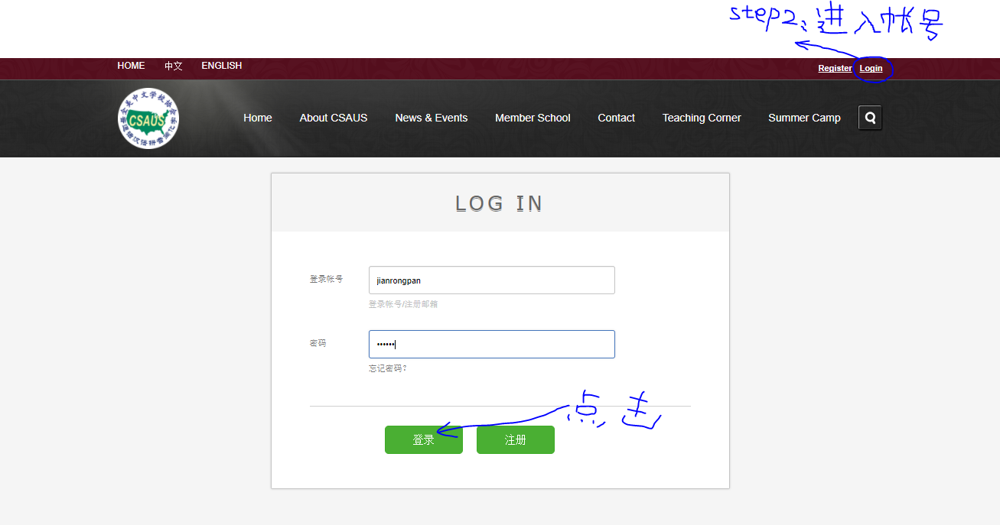 step2:进入帐号
HOME 中文 ENGLISH Register Login
CSAUS
Home About CSAUS News & Events Member School Contact Teaching Corner Summer Camp
LOG IN
登录帐号 jianrongpan
登录帐号/注册邮箱
密码 ••••••
忘记密码?
点击
登录 注册